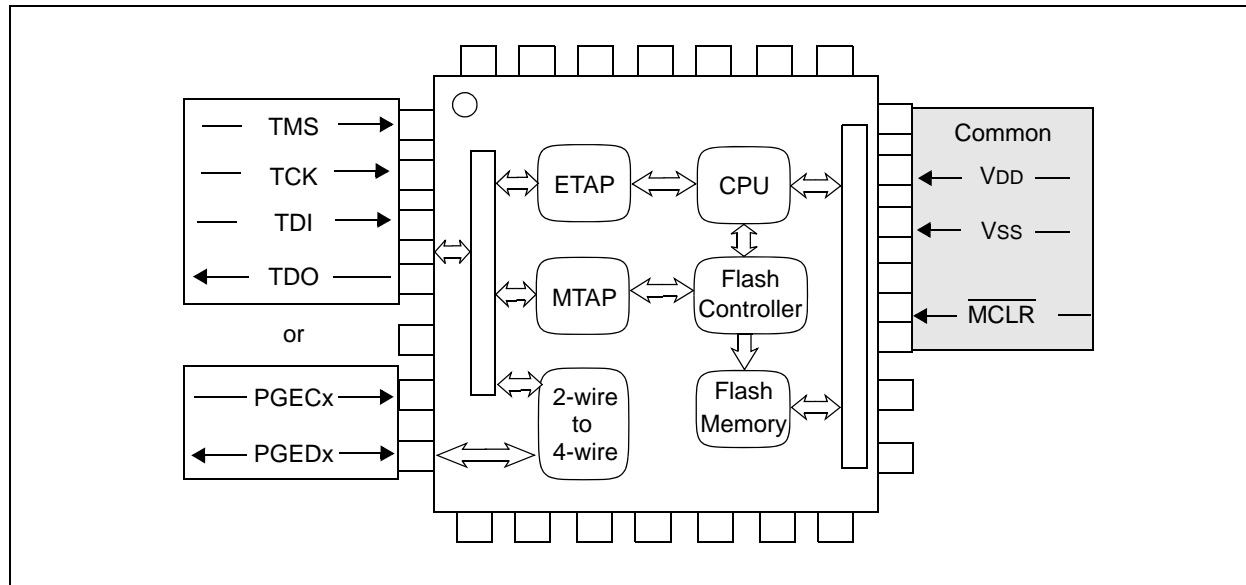 TMS
TCK
TDI
TDO
or
PGECx
PGEDx
ETAP
MTAP
2-wire
to
4-wire
CPU
Flash
Controller
Flash
Memory
Common
VDD
VSS
MCLR